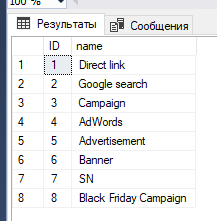 100 %
Результаты Сообщения
ID name
1 1 Direct link
2 2 Google search
3 3 Campaign
4 4 AdWords
5 5 Advertisement
6 6 Banner
7 7 SN
8 8 Black Friday Campaign